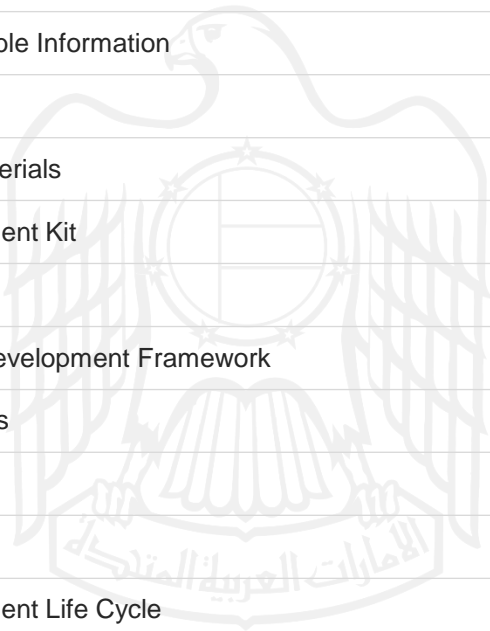 ble Information
erials
ent Kit
evelopment Framework
s
الإمارات العربية المتحدة
ent Life Cycle